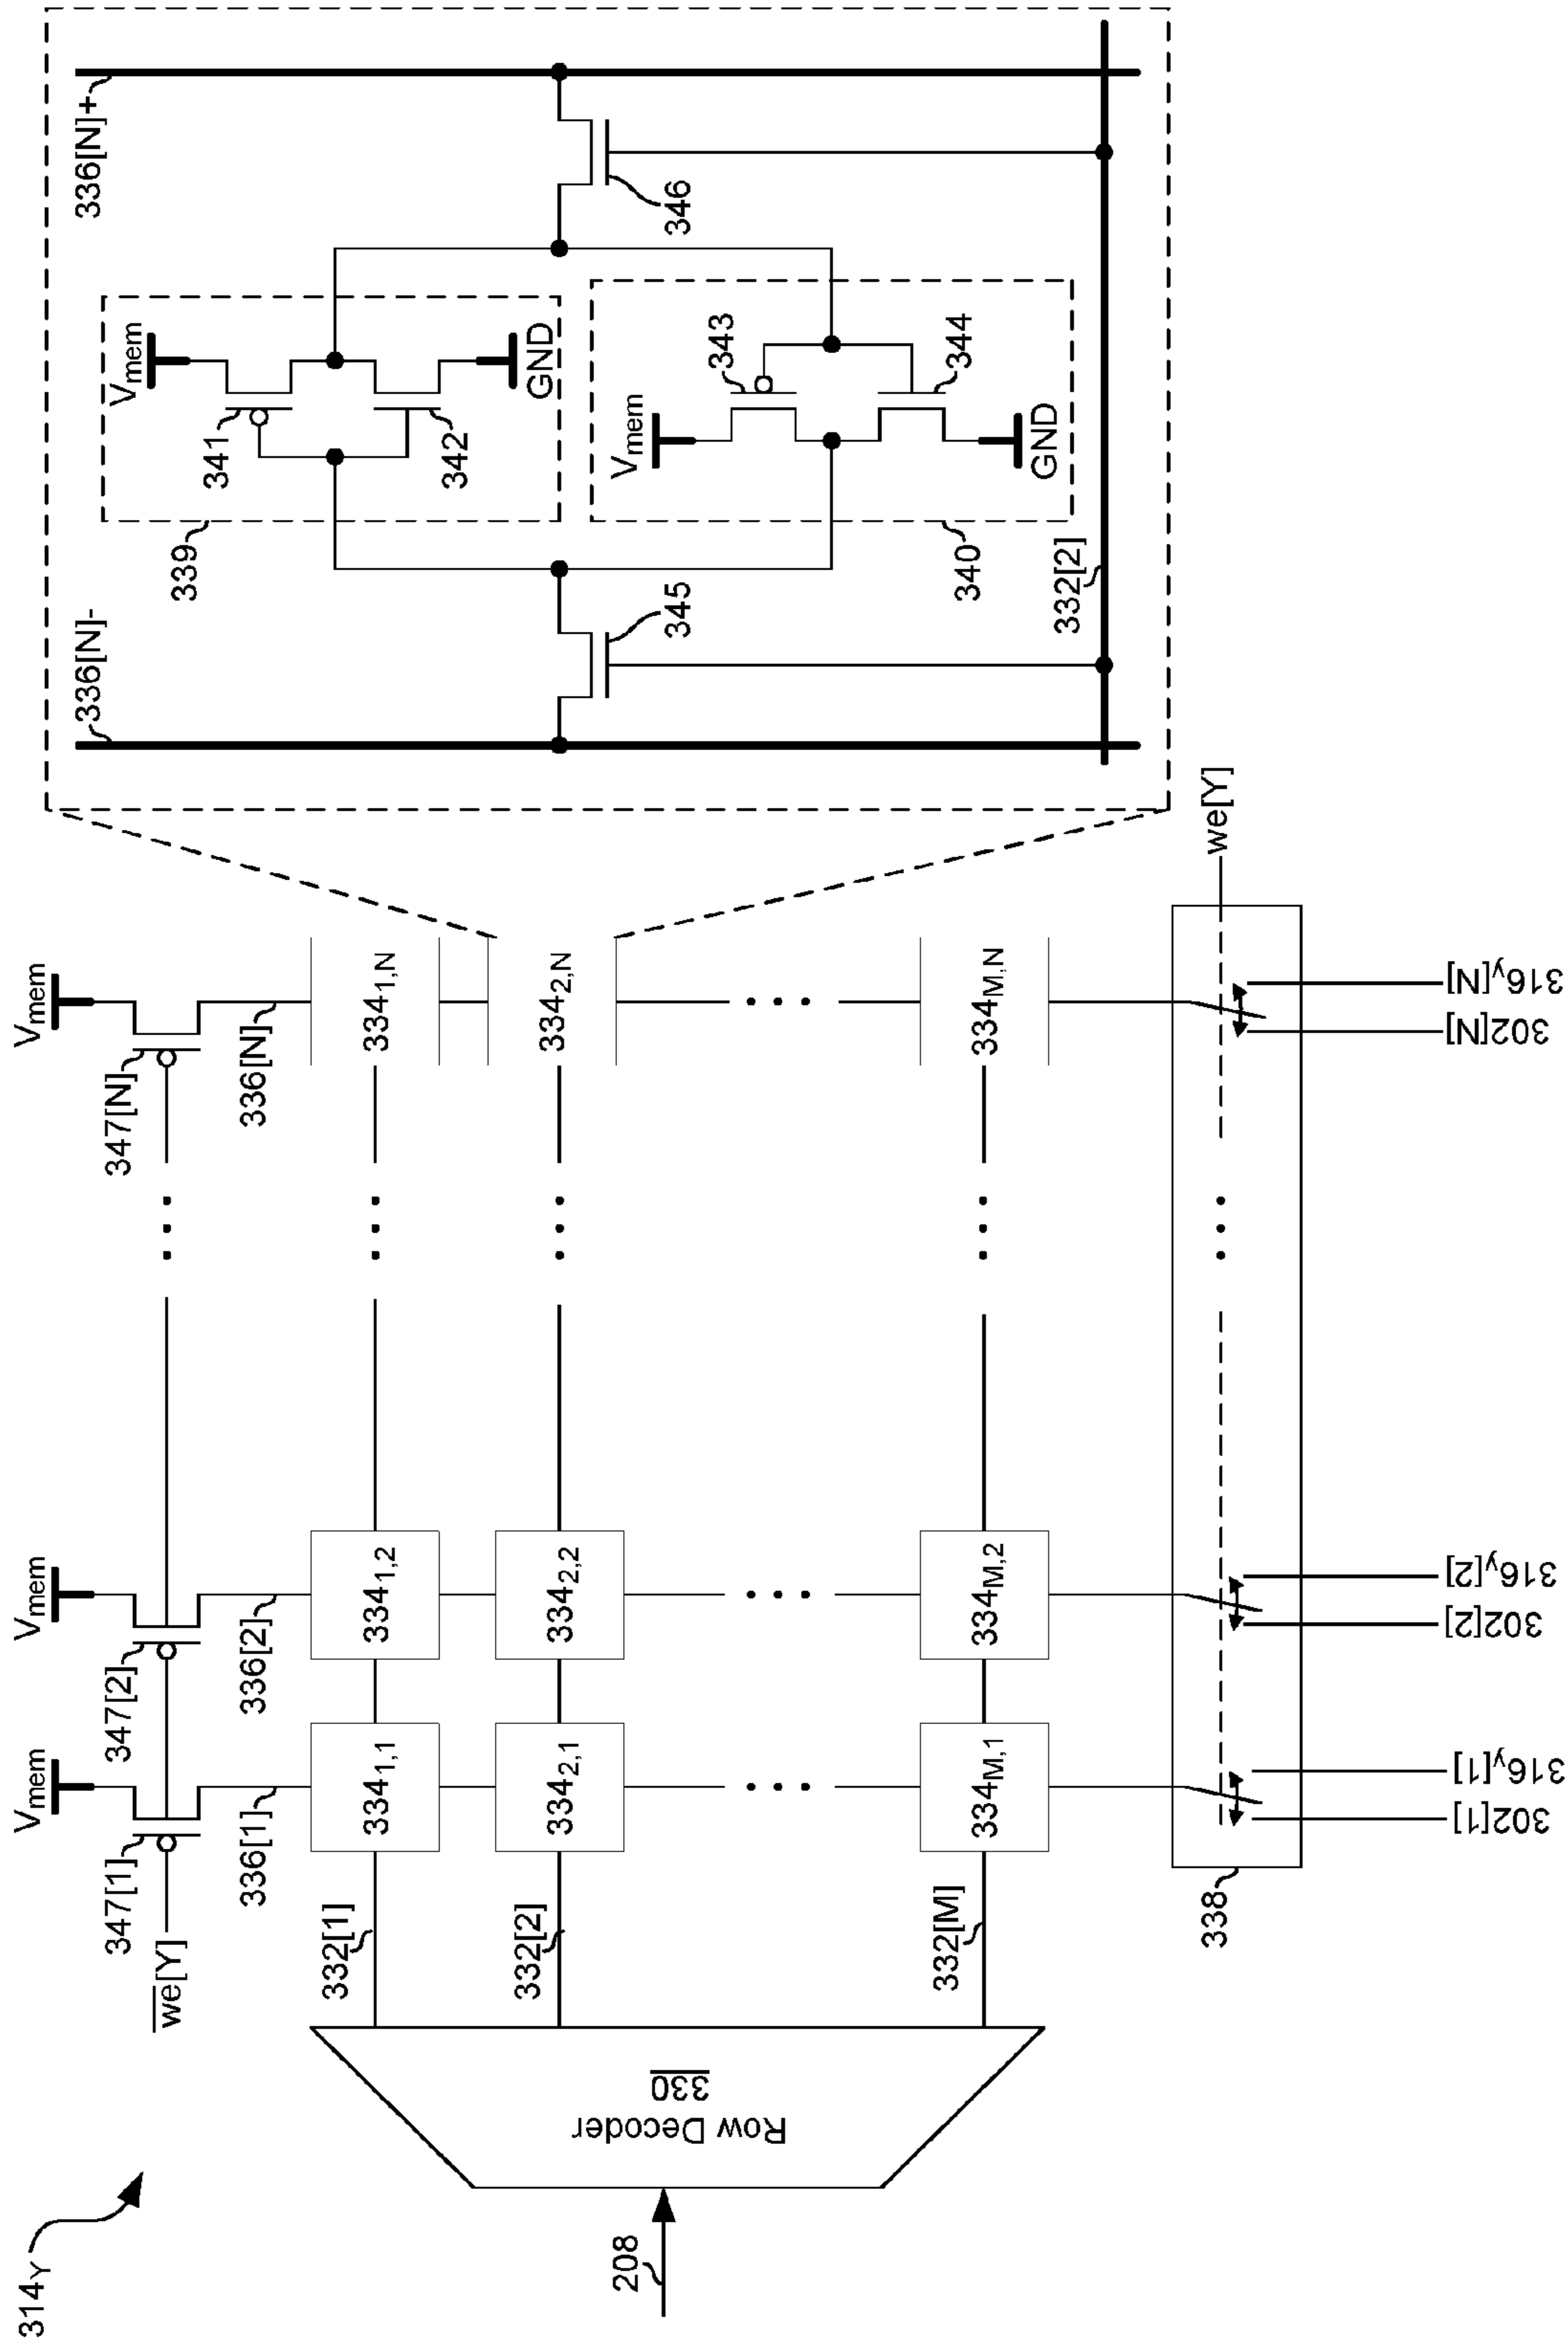 314Y
208
Row Decoder
330
we[Y]
347[1]
Vmem
347[2]
Vmem
347[N]
Vmem
336[1]
336[2]
336[N]
332[1]
3341,1
3341,2
3341,N
332[2]
3342,1
3342,2
3342,N
332[M]
334M,1
334M,2
334M,N
338
we[Y]
302[1]
316y[1]
302[2]
316y[2]
302[N]
316y[N]
336[N]-
336[N]+
339
341
Vmem
342
GND
345
346
340
Vmem
343
344
GND
332[2]